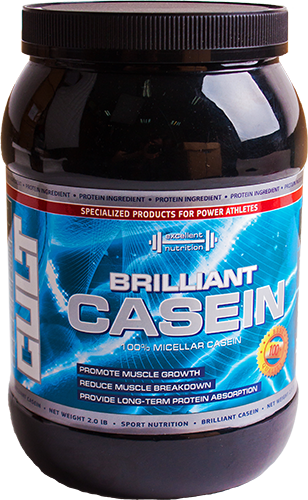 PROTEIN INGREDIENT • PROTEIN INGREDIENT • PROTEIN INGREDIENT
SPECIALIZED PRODUCTS FOR POWER ATHLETES
excellent
nutrition
CULT
BRILLIANT
CASEIN
100% MICELLAR CASEIN
100%
PROMOTE MUSCLE GROWTH
REDUCE MUSCLE BREAKDOWN
PROVIDE LONG-TERM PROTEIN ABSORPTION
CASEIN • NET WEIGHT 2.0 LB • SPORT NUTRITION • BRILLIANT CASEIN • NET WEIGHT